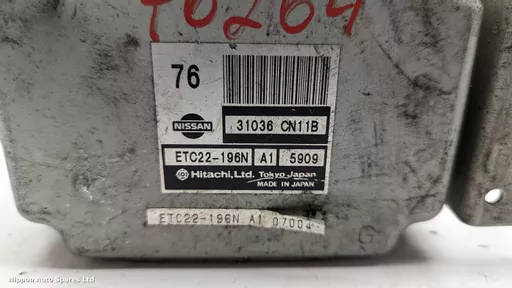 76
NISSAN
31036 CN11B
ETC22-196N A1 5909
Hitachi, Ltd. Tokyo Japan
MADE IN JAPAN
ETC22-196N A1 0700
Nippon Auto Spares Ltd